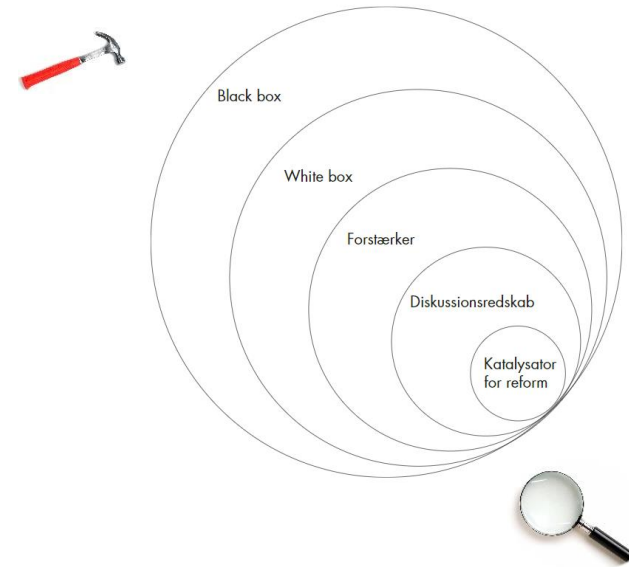 Black box
White box
Forstærker
Diskussionsredskab
Katalysator
for reform